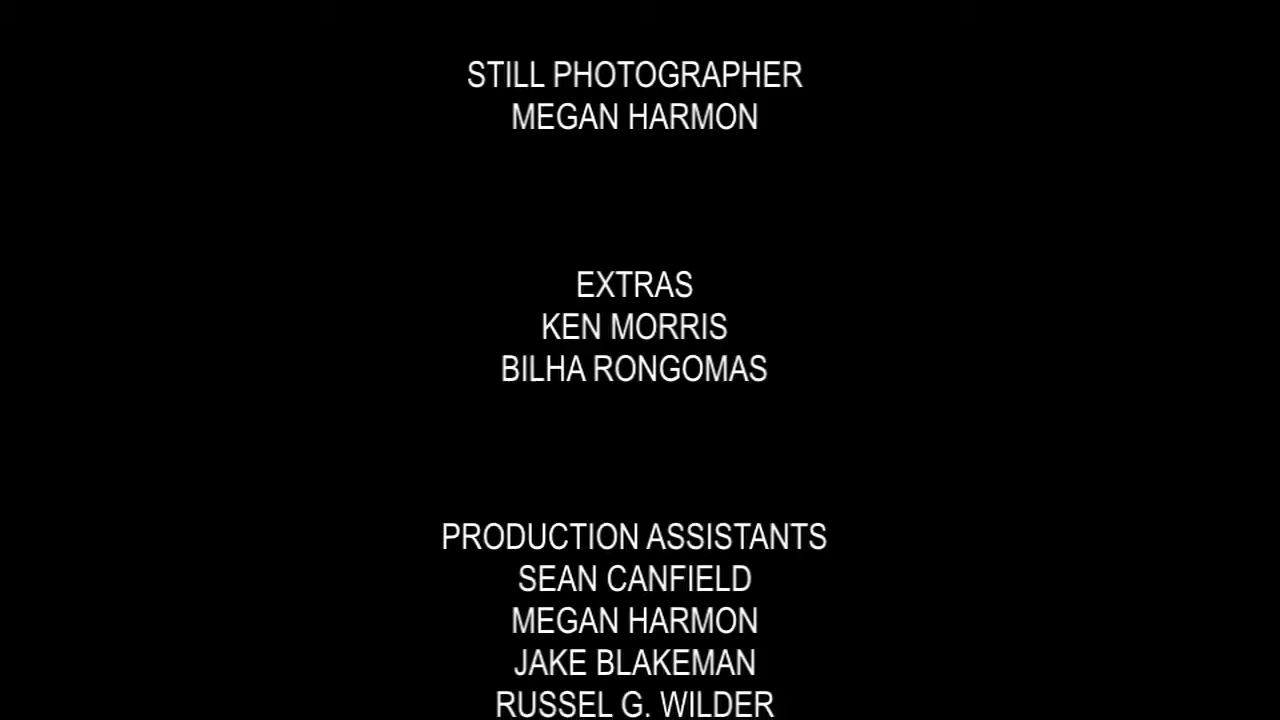 STILL PHOTOGRAPHER
MEGAN HARMON
EXTRAS
KEN MORRIS
BILHA RONGOMAS
PRODUCTION ASSISTANTS
SEAN CANFIELD
MEGAN HARMON
JAKE BLAKEMAN
RUSSEL G. WILDER